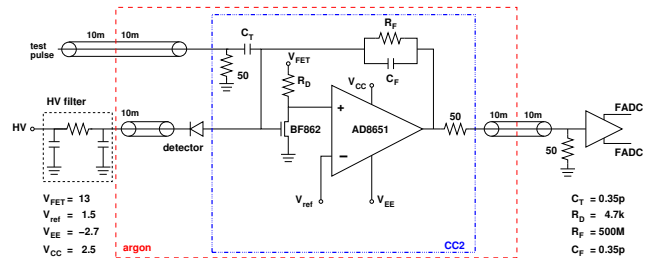 10m 10m
test
pulse
50
C_T
R_F
C_F
V_FET
R_D
V_CC
HV filter
10m
HV
detector
BF862
+
AD8651
−
50
10m 10m
50
FADC
FADC
V_ref
V_EE
V_FET = 13
V_ref = 1.5
V_EE = −2.7
V_CC = 2.5
argon
CC2
C_T = 0.35p
R_D = 4.7k
R_F = 500M
C_F = 0.35p